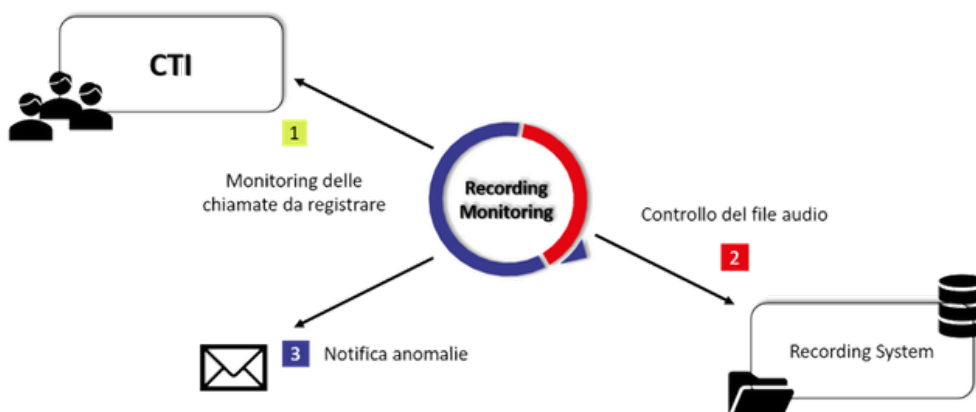 CTI
1
Monitoring delle
chiamate da registrare
Recording
Monitoring
Controllo del file audio
2
3 Notifica anomalie
Recording System